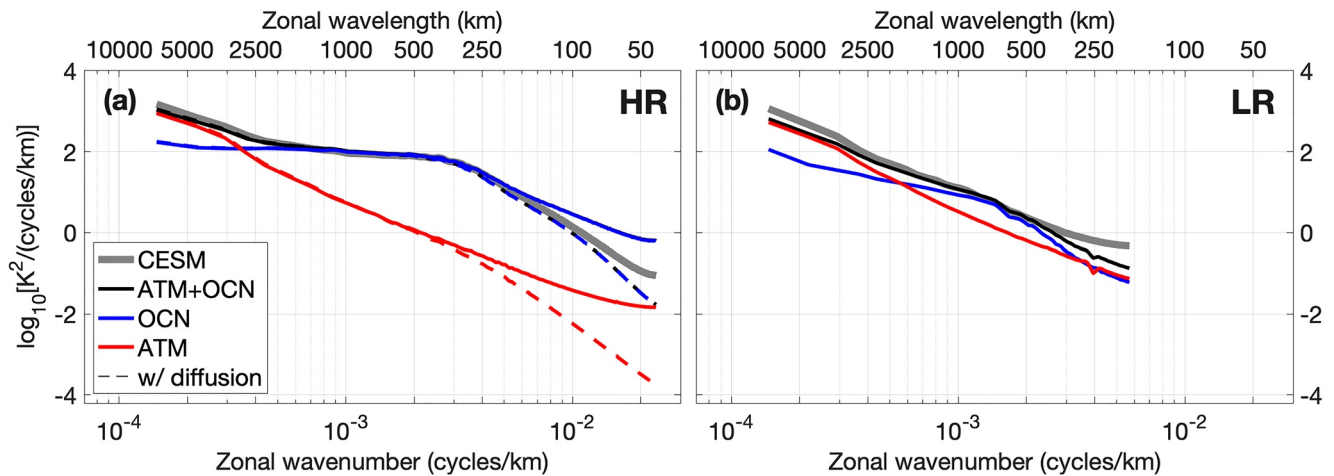 Zonal wavelength (km)
10000 5000 2500 1000 500 250 100 50
(a) HR
4
2
0
-2
-4
log10[K2/(cycles/km)]
CESM
ATM+OCN
OCN
ATM
w/ diffusion
10-4 10-3 10-2
Zonal wavenumber (cycles/km)
Zonal wavelength (km)
10000 5000 2500 1000 500 250 100 50
(b) LR
4
2
0
-2
-4
10-4 10-3 10-2
Zonal wavenumber (cycles/km)